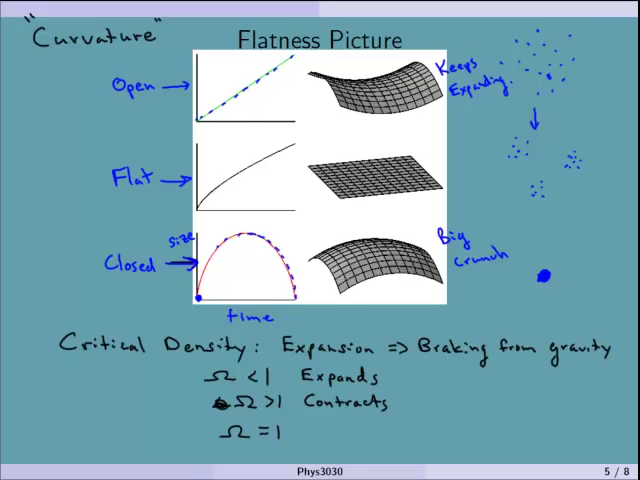 "Curvature"
Flatness Picture
Open
Keeps
Expanding
Flat
size
Closed
Big
crunch
time
Critical Density: Expansion => Braking from gravity
Ω < 1 Expands
Ω > 1 Contracts
Ω = 1
Phys3030
5 / 8